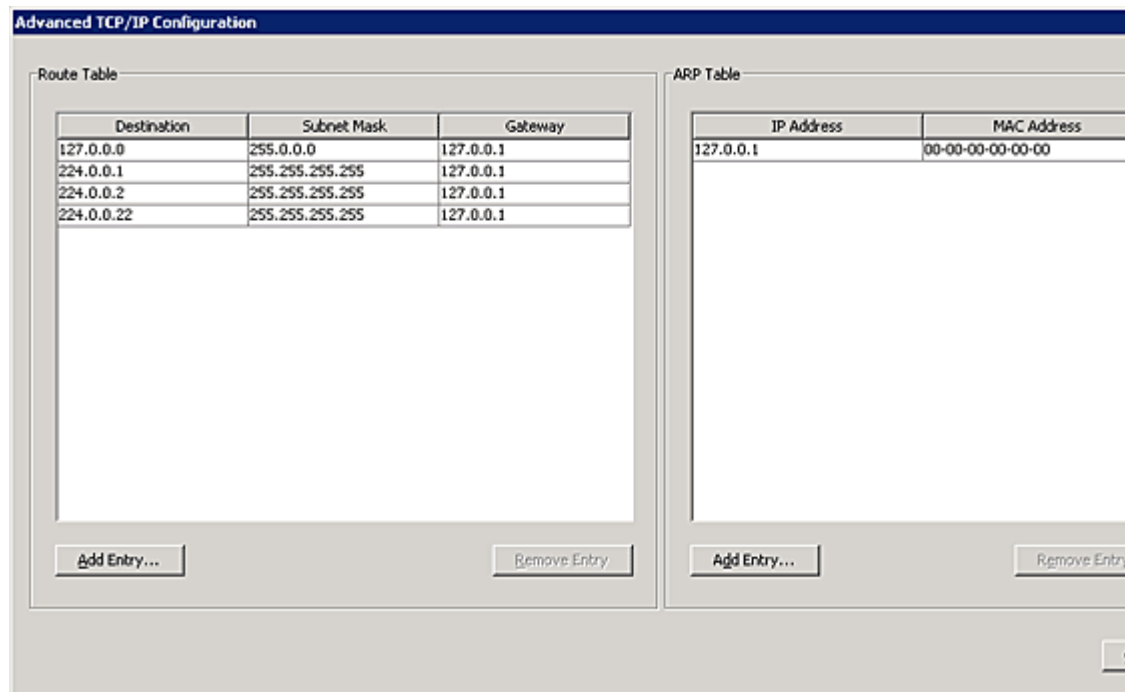 Advanced TCP/IP Configuration
Route Table
Destination Subnet Mask Gateway
127.0.0.0 255.0.0.0 127.0.0.1
224.0.0.1 255.255.255.255 127.0.0.1
224.0.0.2 255.255.255.255 127.0.0.1
224.0.0.22 255.255.255.255 127.0.0.1
Add Entry... Remove Entry
ARP Table
IP Address MAC Address
127.0.0.1 00-00-00-00-00-00
Add Entry... Remove Entry